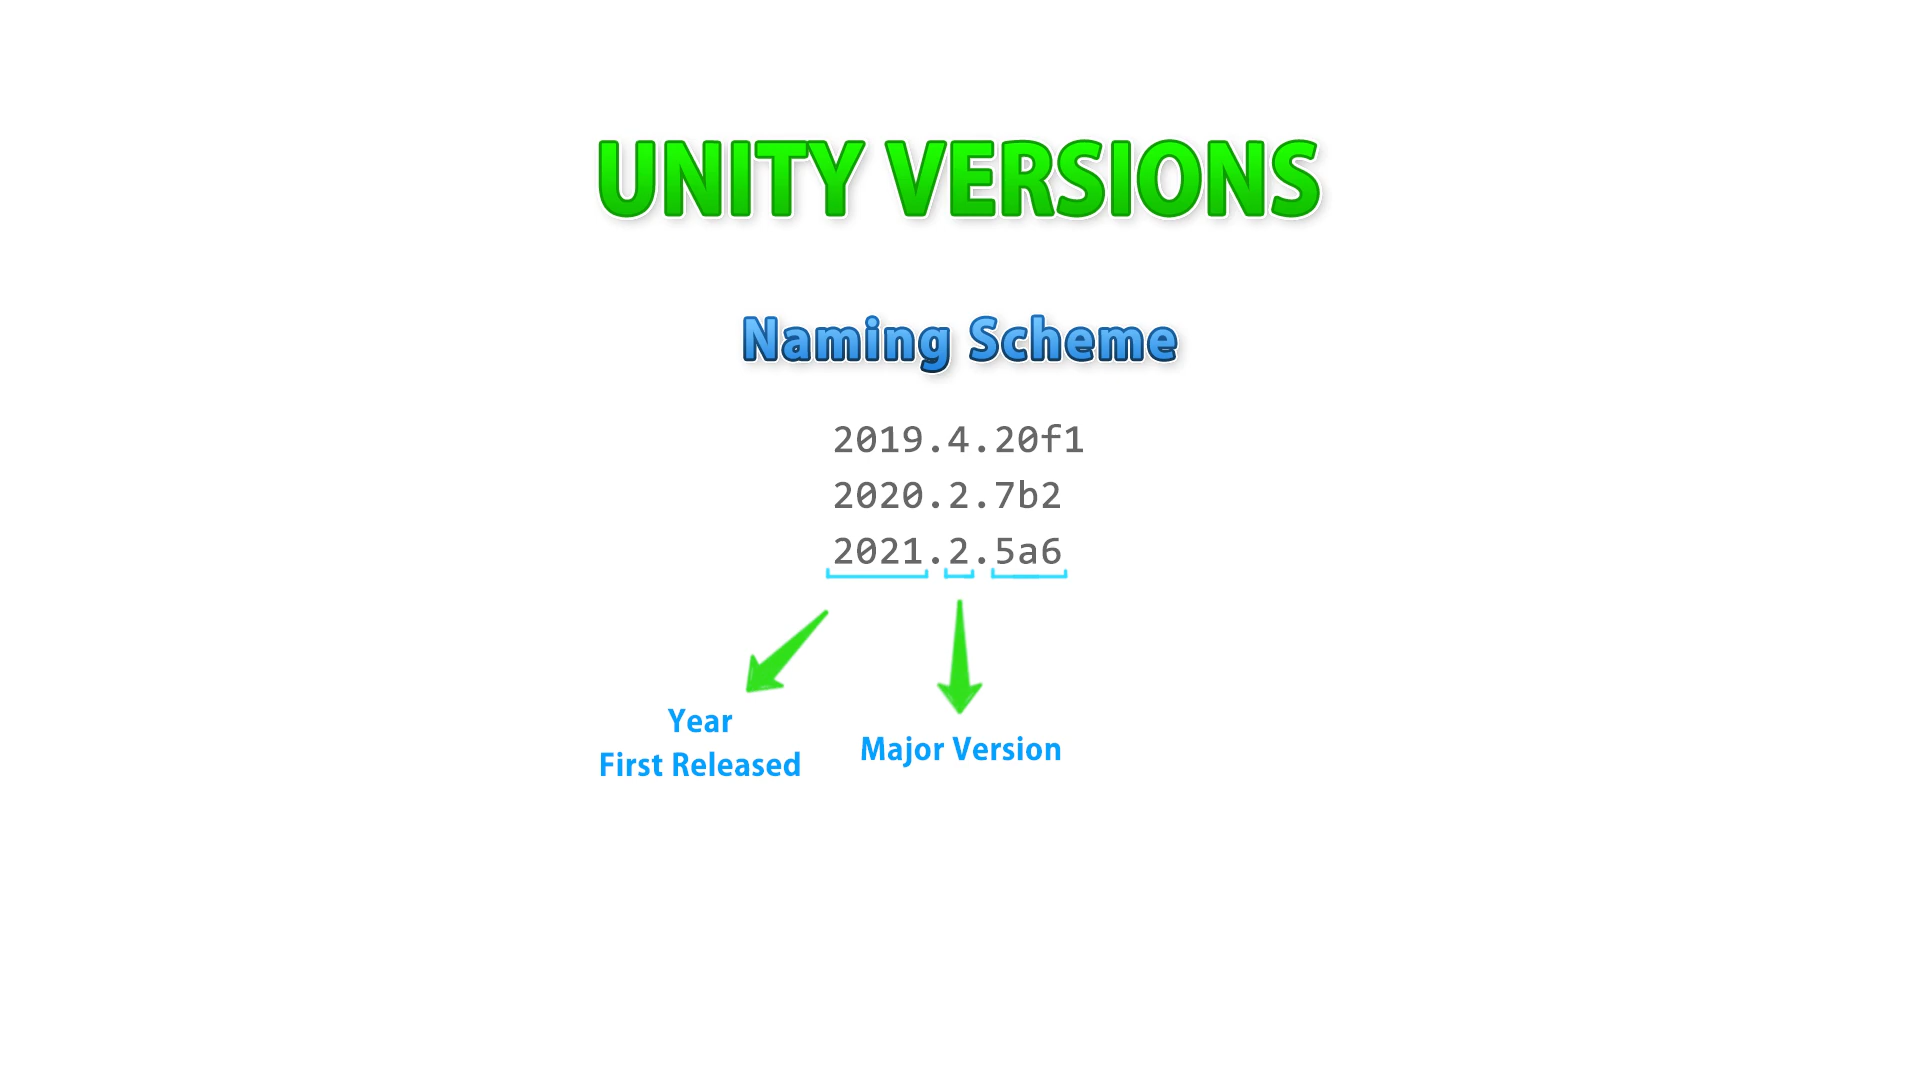 UNITY VERSIONS
Naming Scheme
2019.4.20f1
2020.2.7b2
2021.2.5a6
Year
First Released
Major Version